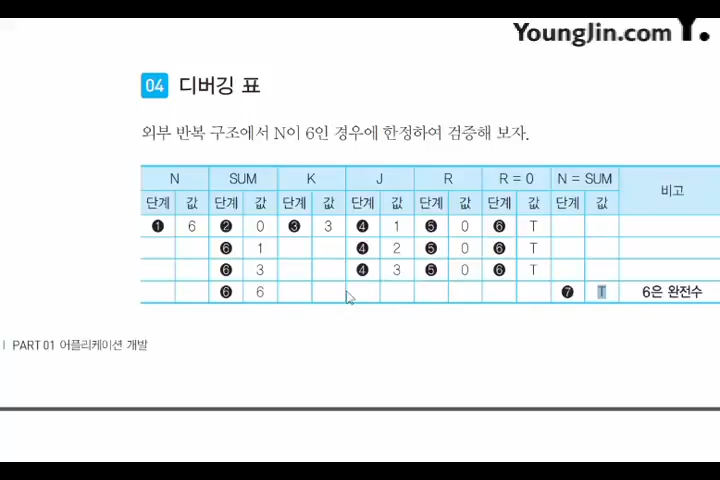 YoungJin.com Y.
04 디버깅 표
외부 반복 구조에서 N이 6인 경우에 한정하여 검증해 보자.
N SUM K J R R = 0 N = SUM 비고
단계 값 단계 값 단계 값 단계 값 단계 값 단계 값 단계 값
❶ 6 ❷ 0 ❸ 3 ❹ 1 ❺ 0 ❻ T
❻ 1 ❹ 2 ❺ 0 ❻ T
❻ 3 ❹ 3 ❺ 0 ❻ T
❻ 6 ❼ T 6은 완전수
| PART 01 어플리케이션 개발